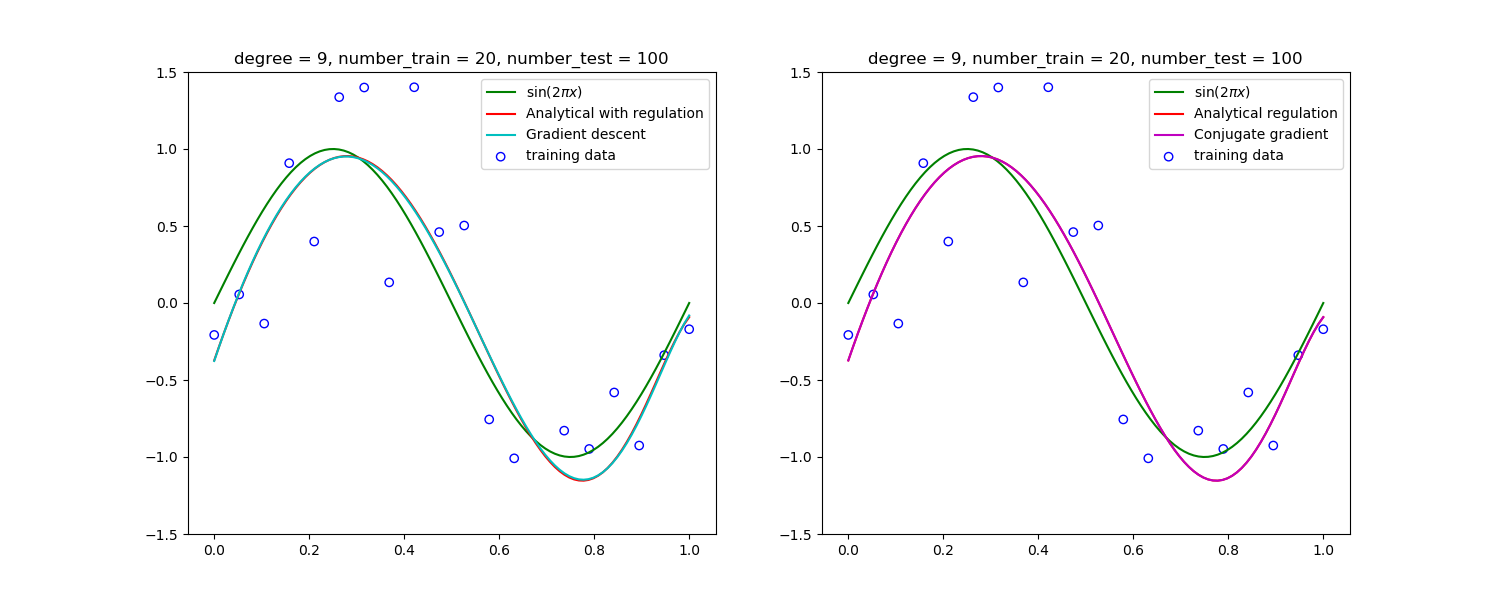 degree = 9, number_train = 20, number_test = 100
1.5
1.0
0.5
0.0
−0.5
−1.0
−1.5
0.0 0.2 0.4 0.6 0.8 1.0
sin(2πx)
Analytical with regulation
Gradient descent
training data
degree = 9, number_train = 20, number_test = 100
1.5
1.0
0.5
0.0
−0.5
−1.0
−1.5
0.0 0.2 0.4 0.6 0.8 1.0
sin(2πx)
Analytical regulation
Conjugate gradient
training data